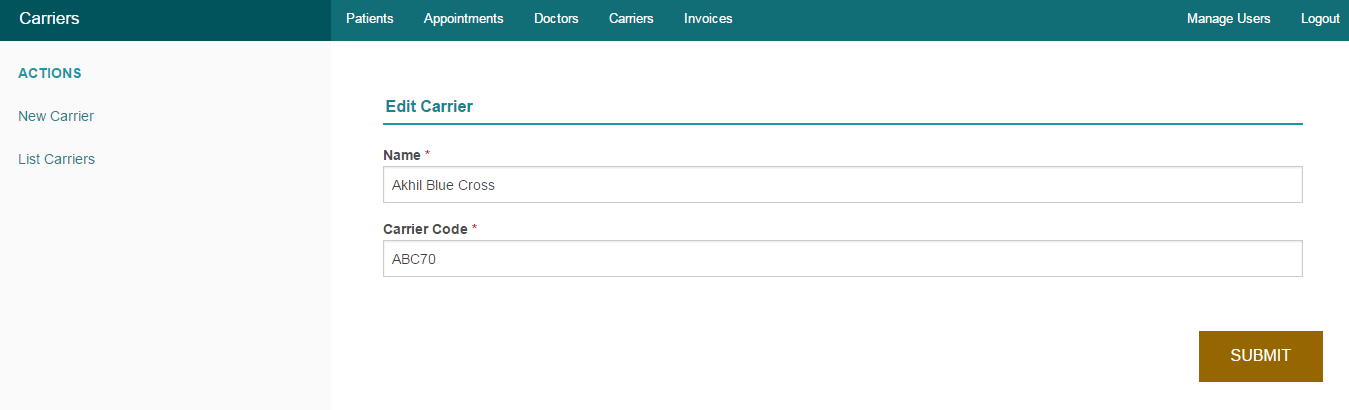 Carriers
Patients Appointments Doctors Carriers Invoices Manage Users Logout
ACTIONS
New Carrier
List Carriers
Edit Carrier
Name *
Akhil Blue Cross
Carrier Code *
ABC70
SUBMIT